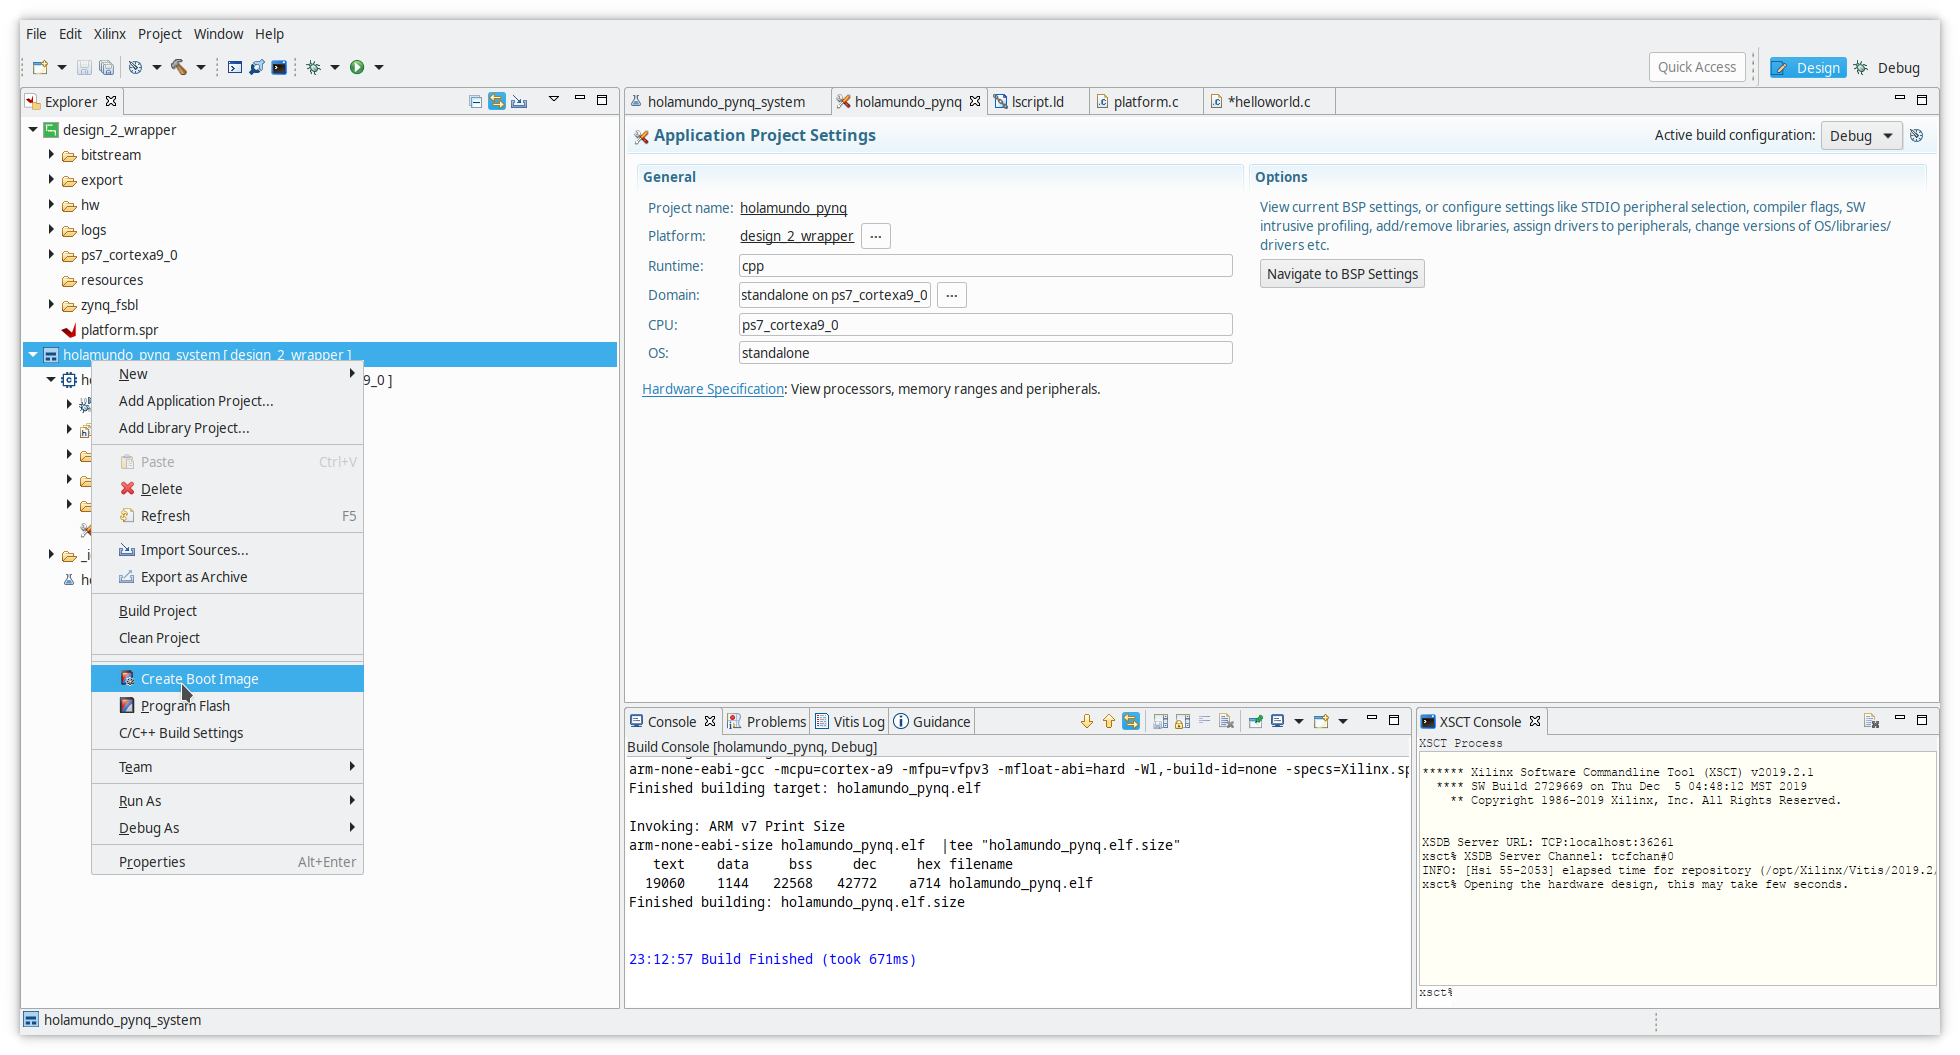 File Edit Xilinx Project Window Help
Quick Access Design Debug
Explorer
design_2_wrapper
bitstream
export
hw
logs
ps7_cortexa9_0
resources
zynq_fsbl
platform.spr
holamundo_pynq_system [ design_2_wrapper ]
9_0 ]
New
Add Application Project...
Add Library Project...
Paste Ctrl+V
Delete
Refresh F5
Import Sources...
Export as Archive
Build Project
Clean Project
Create Boot Image
Program Flash
C/C++ Build Settings
Team
Run As
Debug As
Properties Alt+Enter
holamundo_pynq_system holamundo_pynq lscript.ld platform.c *helloworld.c
Application Project Settings Active build configuration: Debug
General
Project name: holamundo_pynq
Platform: design_2_wrapper ...
Runtime: cpp
Domain: standalone on ps7_cortexa9_0 ...
CPU: ps7_cortexa9_0
OS: standalone
Hardware Specification: View processors, memory ranges and peripherals.
Options
View current BSP settings, or configure settings like STDIO peripheral selection, compiler flags, SW
intrusive profiling, add/remove libraries, assign drivers to peripherals, change versions of OS/libraries/
drivers etc.
Navigate to BSP Settings
Console Problems Vitis Log Guidance
Build Console [holamundo_pynq, Debug]
arm-none-eabi-gcc -mcpu=cortex-a9 -mfpu=vfpv3 -mfloat-abi=hard -Wl,-build-id=none -specs=Xilinx.sp
Finished building target: holamundo_pynq.elf
Invoking: ARM v7 Print Size
arm-none-eabi-size holamundo_pynq.elf |tee "holamundo_pynq.elf.size"
text data bss dec hex filename
19060 1144 22568 42772 a714 holamundo_pynq.elf
Finished building: holamundo_pynq.elf.size
23:12:57 Build Finished (took 671ms)
XSCT Console
XSCT Process
****** Xilinx Software Commandline Tool (XSCT) v2019.2.1
**** SW Build 2729669 on Thu Dec 5 04:48:12 MST 2019
** Copyright 1986-2019 Xilinx, Inc. All Rights Reserved.
XSDB Server URL: TCP:localhost:36261
xsct% XSDB Server Channel: tcfchan#0
INFO: [Hsi 55-2053] elapsed time for repository (/opt/Xilinx/Vitis/2019.2/
xsct% Opening the hardware design, this may take few seconds.
xsct%
holamundo_pynq_system